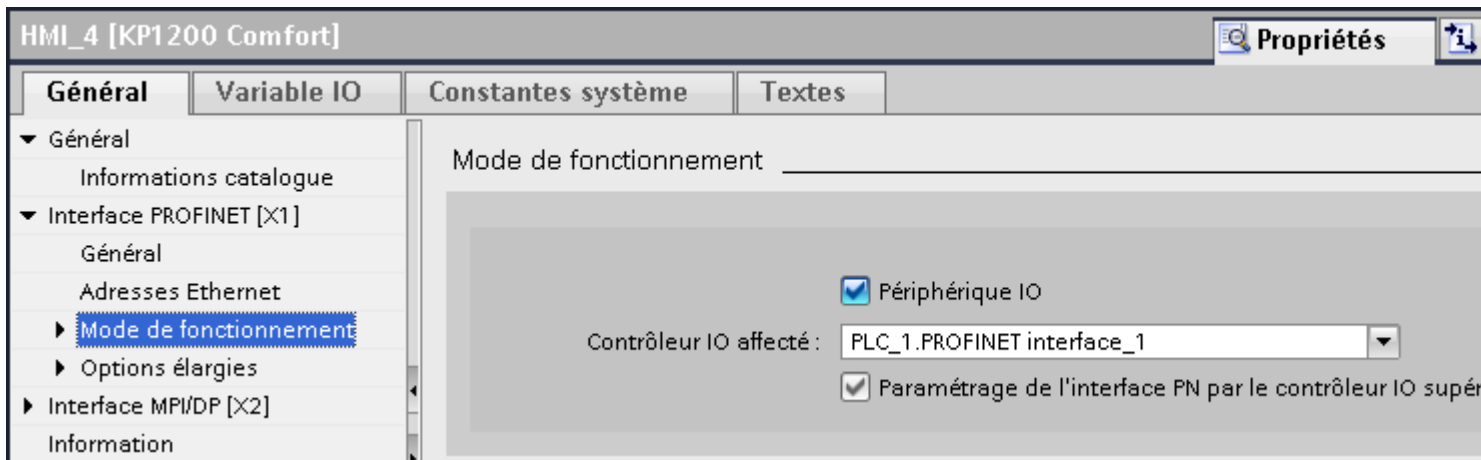 HMI_4 [KP1200 Comfort]
Propriétés
Général Variable IO Constantes système Textes
Général
Informations catalogue
Interface PROFINET [X1]
Général
Adresses Ethernet
Mode de fonctionnement
Options élargies
Interface MPI/DP [X2]
Information
Mode de fonctionnement
Périphérique IO
Contrôleur IO affecté : PLC_1.PROFINET interface_1
Paramétrage de l'interface PN par le contrôleur IO supér